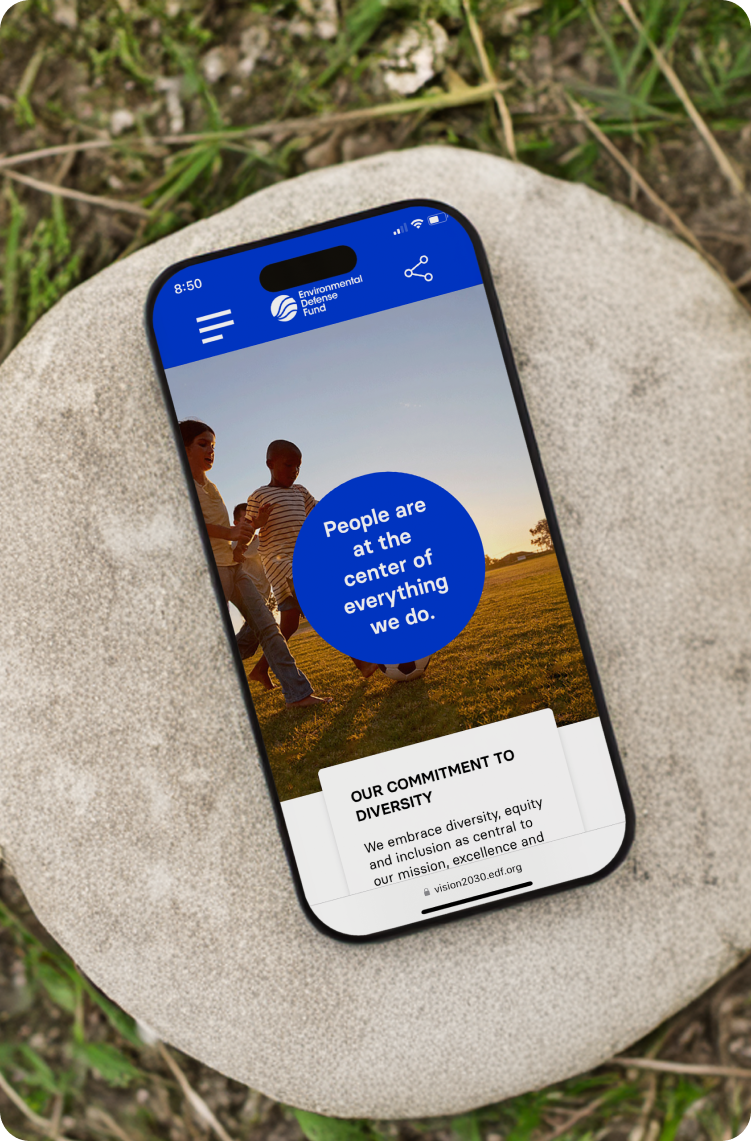 8:50
Environmental
Defense
Fund
People are
at the
center of
everything
we do.
OUR COMMITMENT TO
DIVERSITY
We embrace diversity, equity
and inclusion as central to
our mission, excellence and
vision2030.edf.org